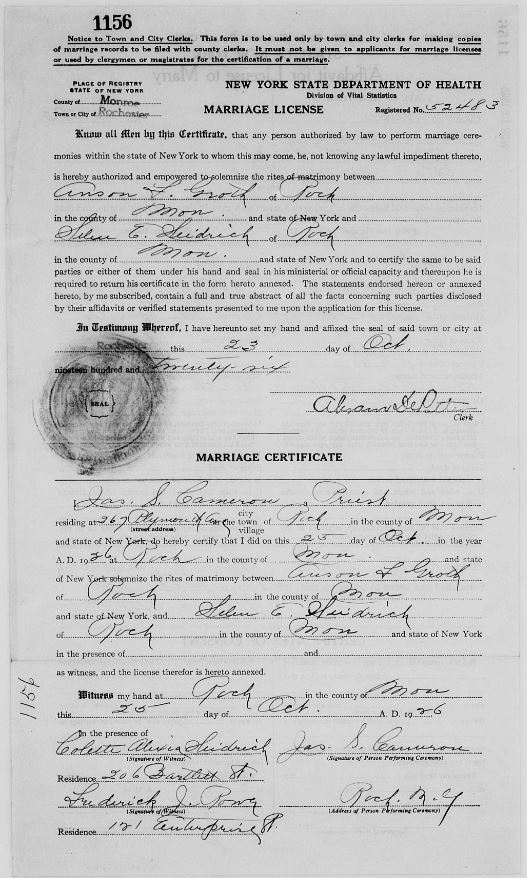 1156
Notice to Town and City Clerks. This form is to be used only by town and city clerks for making copies
of marriage records to be filed with county clerks. It must not be given to applicants for marriage licenses
or used by clergymen or magistrates for the certification of a marriage.
PLACE OF REGISTRY
STATE OF NEW YORK
County of Monroe
Town or City of Rochester
NEW YORK STATE DEPARTMENT OF HEALTH
Division of Vital Statistics
MARRIAGE LICENSE
Registered No. 52483
Know all Men by this Certificate, that any person authorized by law to perform marriage cere-
monies within the state of New York to whom this may come, he, not knowing any lawful impediment thereto,
is hereby authorized and empowered to solemnize the rites of matrimony between
Anson L. Groth of Roch
in the county of Mon. and state of New York and
Helen E. Heidrich of Roch
in the county of Mon. and state of New York and to certify the same to be said
parties or either of them under his hand and seal in his ministerial or official capacity and thereupon he is
required to return his certificate in the form hereto annexed. The statements endorsed hereon or annexed
hereto, by me subscribed, contain a full and true abstract of all the facts concerning such parties disclosed
by their affidavits or verified statements presented to me upon the application for this license.
In Testimony Whereof, I have hereunto set my hand and affixed the seal of said town or city at
Rochester this 23 day of Oct.
nineteen hundred and twenty-six
SEAL
Clerk
MARRIAGE CERTIFICATE
Jas. S. Cameron a Priest
residing at 267 Plymouth Ave
(street address)
city
in the town of Roch in the county of Mon
village
and state of New York, do hereby certify that I did on this 25 day of Oct. in the year
A. D. 1926 at Roch in the county of Mon. and state
of New York solemnize the rites of matrimony between Anson L Groth
of Roch in the county of Mon
and state of New York, and Helen E. Heidrich
of Roch in the county of Mon and state of New York
in the presence of and
as witness, and the license therefor is hereto annexed.
1156
Witness my hand at Roch in the county of Mon
this 25 day of Oct. A. D. 1926
In the presence of
Colette Alexia Heidrich Jas. S. Cameron
(Signature of Witness) (Signature of Person Performing Ceremony)
Residence 206 Bartlett St.
Frederick J. Roch. N. Y
(Signature of Witness) (Address of Person Performing Ceremony)
Residence 121 Enterprise St.